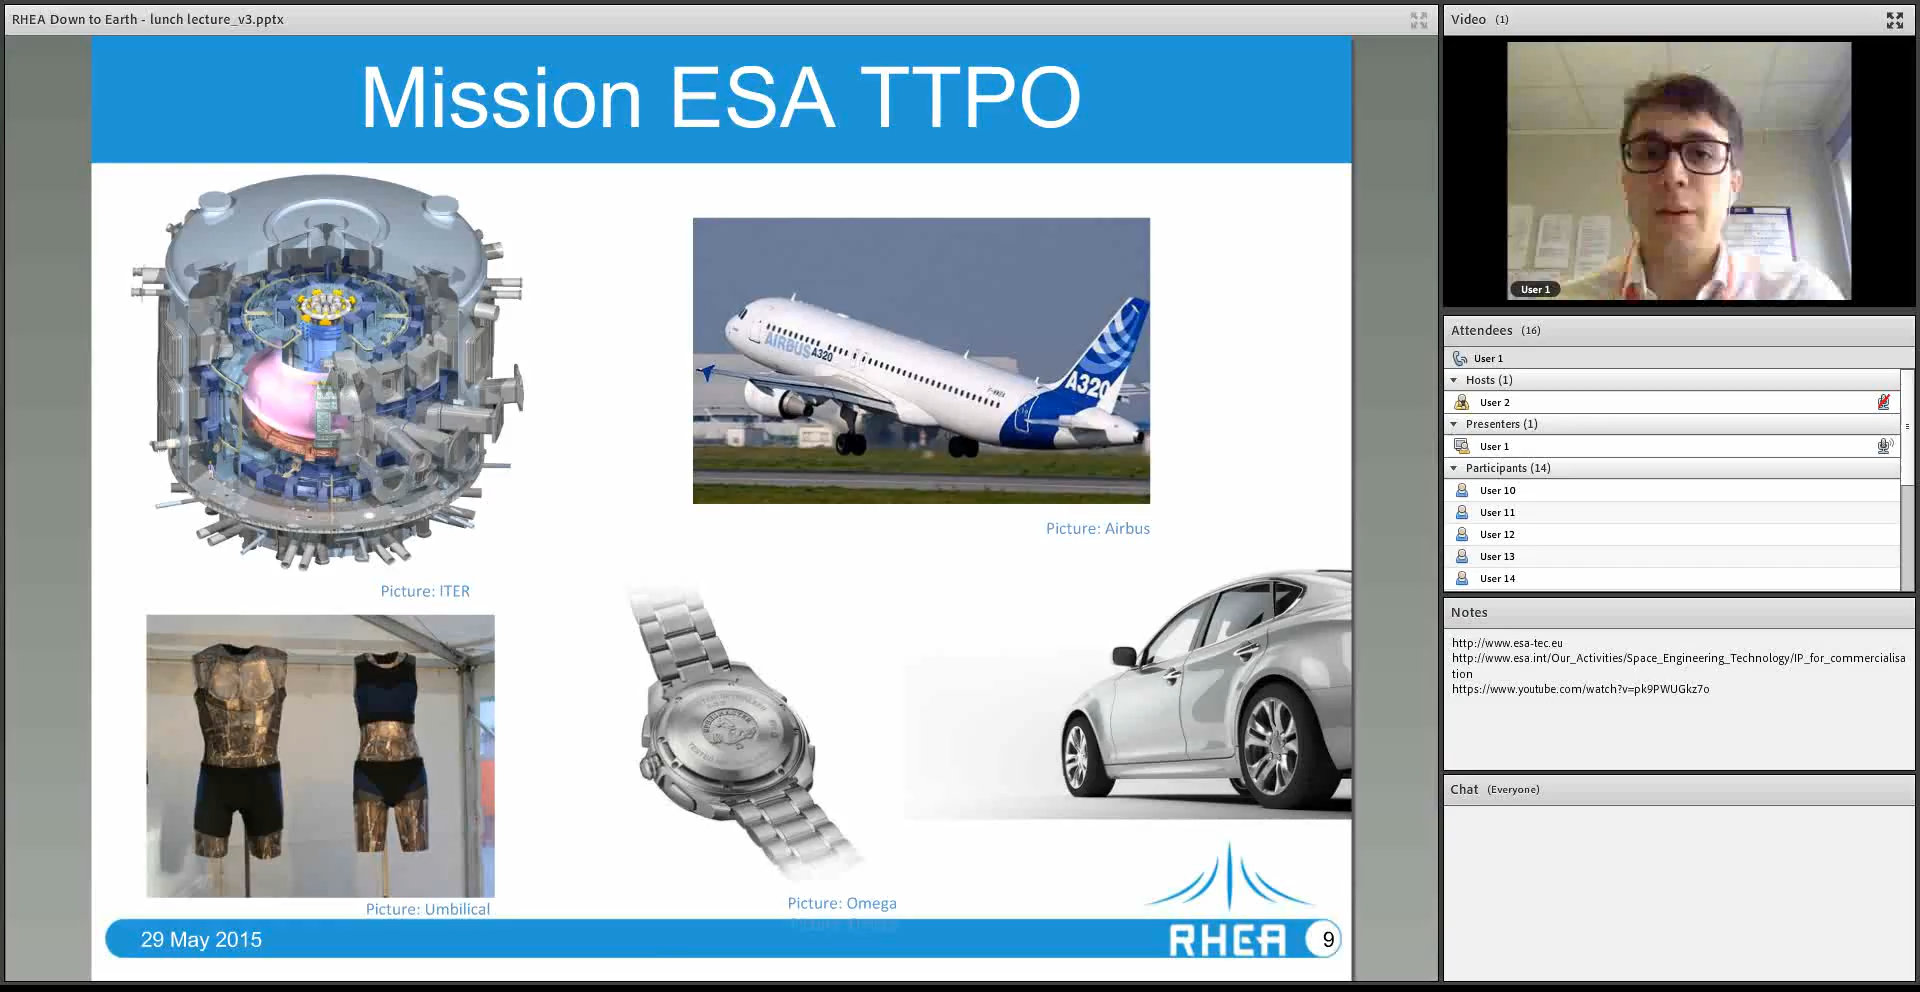 RHEA Down to Earth - lunch lecture_v3.pptx
Mission ESA TTPO
AIRBUS A320
A320
Picture: ITER
Picture: Airbus
Picture: Umbilical
Picture: Omega
29 May 2015
RHEA
9
Video (1)
User 1
Attendees (16)
User 1
Hosts (1)
User 2
Presenters (1)
User 1
Participants (14)
User 10
User 11
User 12
User 13
User 14
Notes
http://www.esa-tec.eu
http://www.esa.int/Our_Activities/Space_Engineering_Technology/IP_for_commercialisa
tion
https://www.youtube.com/watch?v=pk9PWUGkz7o
Chat (Everyone)